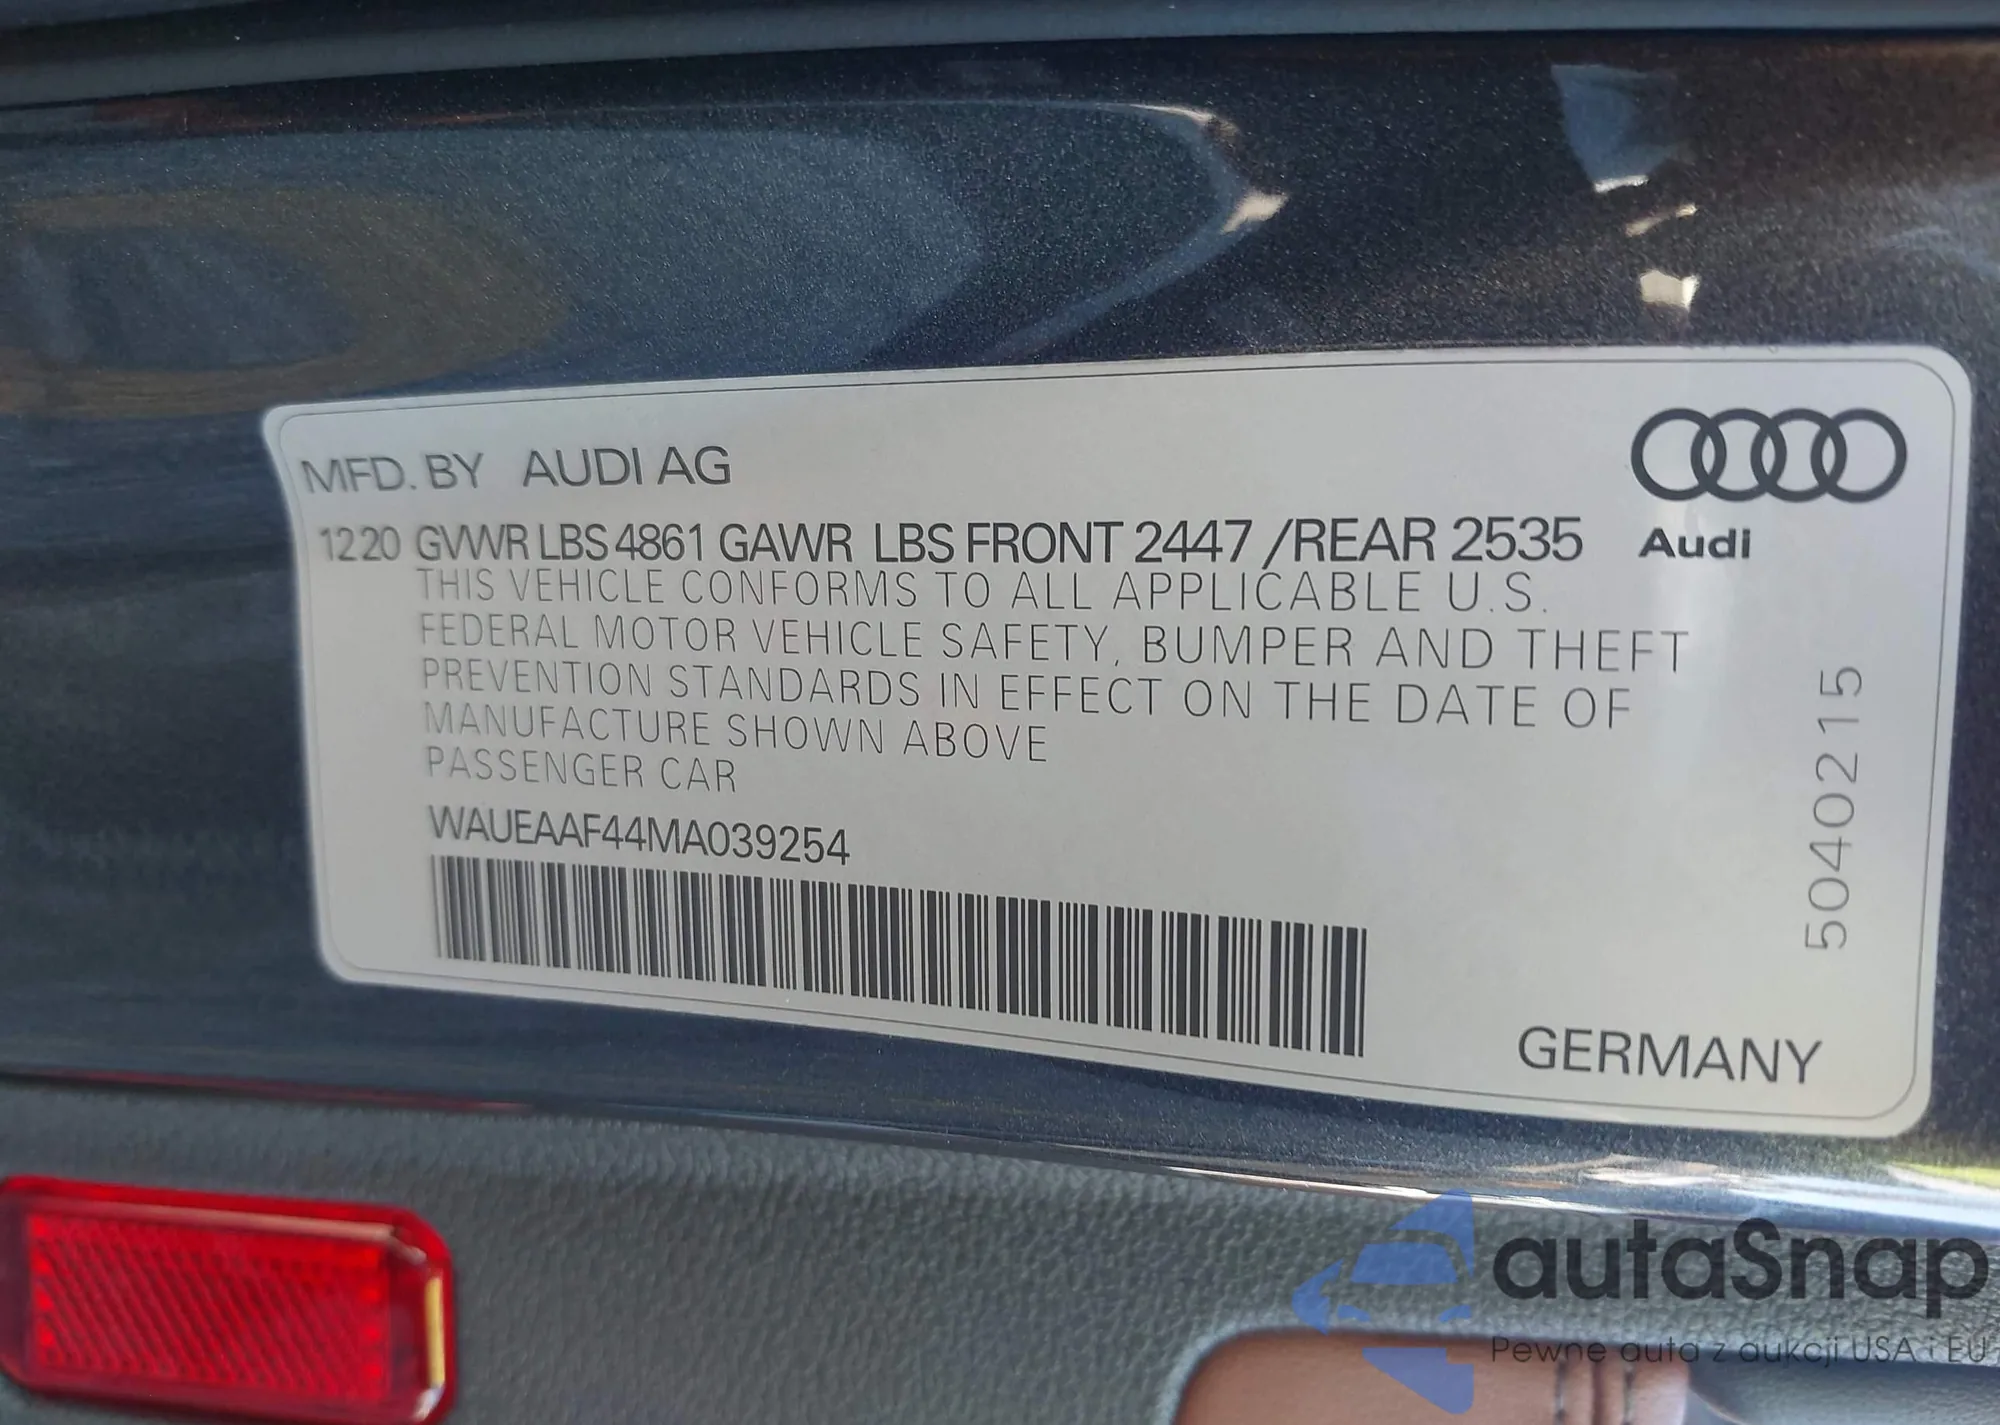 MFD. BY AUDI AG
1220 GVWR LBS 4861 GAWR LBS FRONT 2447 /REAR 2535
Audi
THIS VEHICLE CONFORMS TO ALL APPLICABLE U.S.
FEDERAL MOTOR VEHICLE SAFETY, BUMPER AND THEFT
PREVENTION STANDARDS IN EFFECT ON THE DATE OF
MANUFACTURE SHOWN ABOVE
PASSENGER CAR
WAUEAAF44MA039254
5040215
GERMANY
autaSnap
Pewne auta z aukcji USA i EU